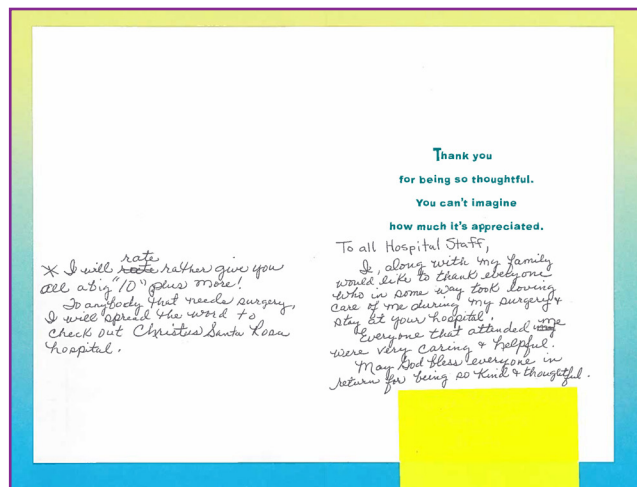 rate
* I will rate rather give you
all a big "10" plus more!
To anybody that needs surgery,
I will spread the word to
check out Christus Santa Rosa
hospital.
Thank you
for being so thoughtful.
You can't imagine
how much it's appreciated.
To all Hospital Staff,
I, along with my family
would like to thank everyone
who in some way took loving
care of me during my surgery +
stay at your hospital.
Everyone that attended me
were very caring & helpful.
May God bless everyone in
return for being so kind & thoughtful.